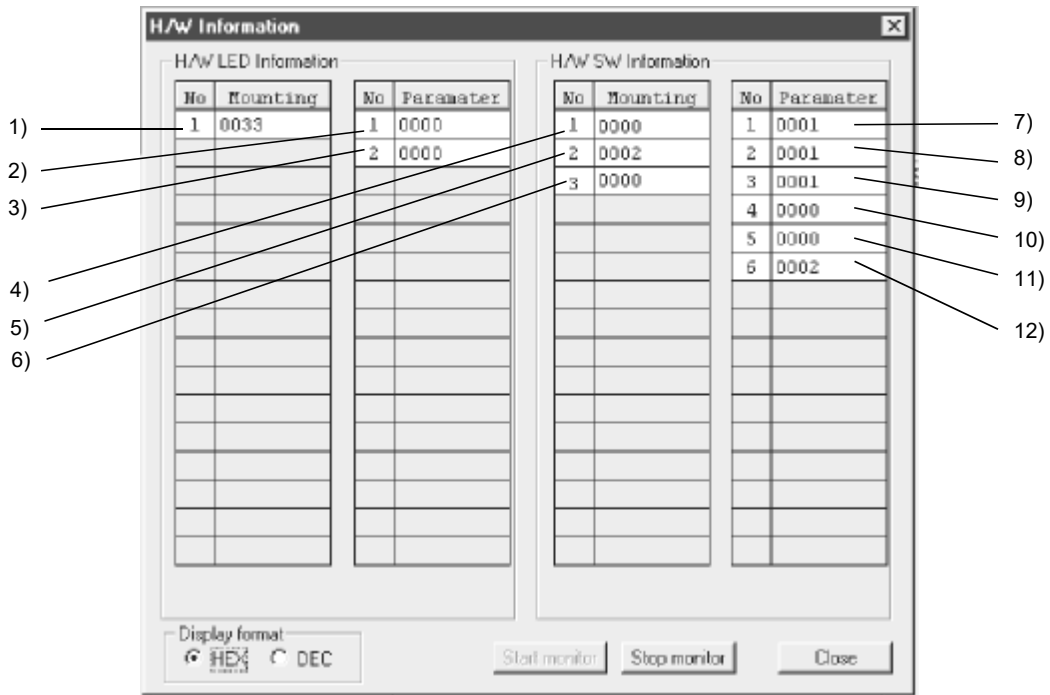 H/W Information
H/W LED Information
H/W SW Information
No Mounting
No Paramater
No Mounting
No Paramater
1 0033
1 0000
2 0000
1 0000
2 0002
3 0000
1 0001
2 0001
3 0001
4 0000
5 0000
6 0002
1)
2)
3)
4)
5)
6)
7)
8)
9)
10)
11)
12)
Display format
HEX DEC
Start monitor Stop monitor Close